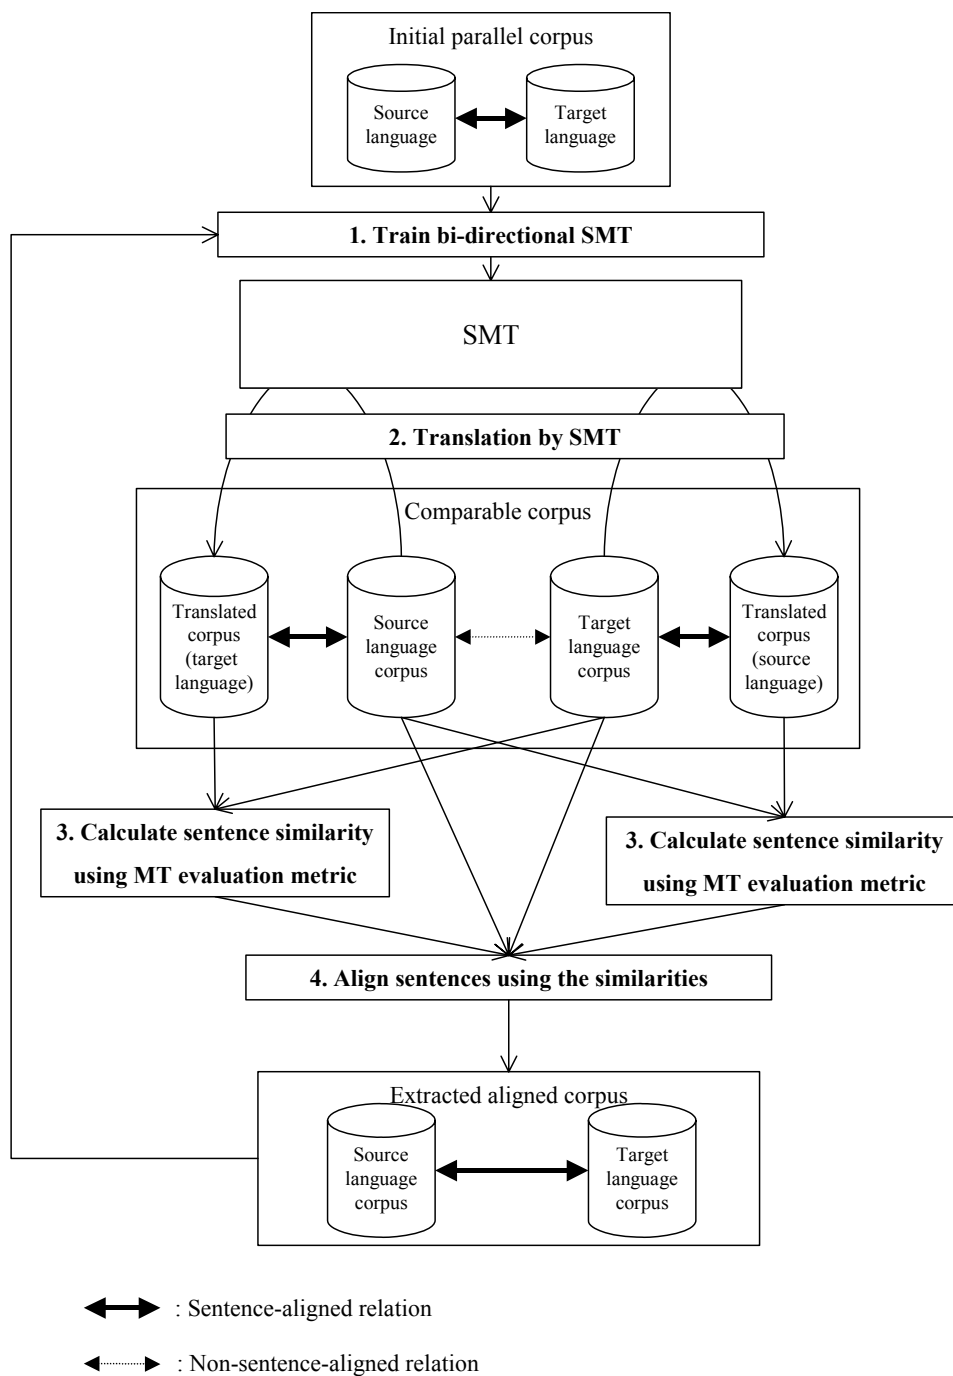 Initial parallel corpus
Source
language
Target
language
1. Train bi-directional SMT
SMT
2. Translation by SMT
Comparable corpus
Translated
corpus
(target
language)
Source
language
corpus
Target
language
corpus
Translated
corpus
(source
language)
3. Calculate sentence similarity
using MT evaluation metric
3. Calculate sentence similarity
using MT evaluation metric
4. Align sentences using the similarities
Extracted aligned corpus
Source
language
corpus
Target
language
corpus
: Sentence-aligned relation
: Non-sentence-aligned relation